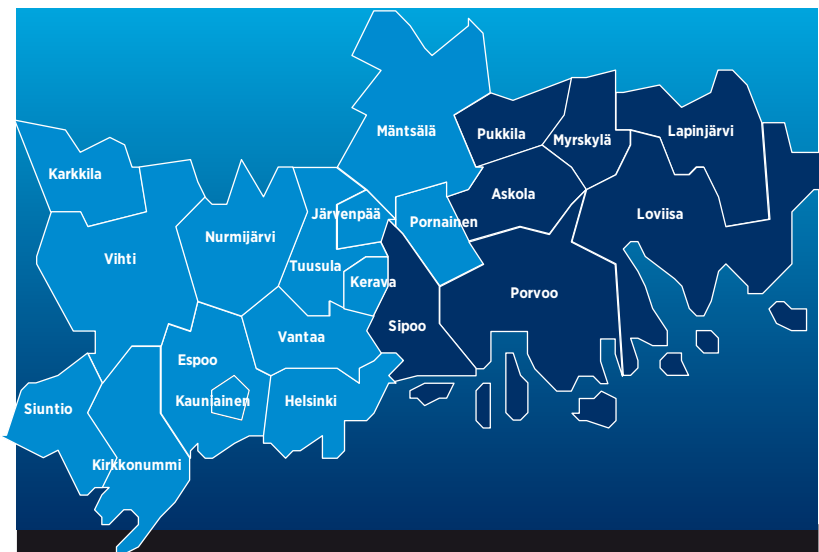 Mäntsälä
Pukkila
Myrskylä
Lapinjärvi
Karkkila
Askola
Järvenpää
Pornainen
Loviisa
Nurmijärvi
Vihti
Tuusula
Kerava
Porvoo
Sipoo
Vantaa
Espoo
Kauniainen
Helsinki
Siuntio
Kirkkonummi